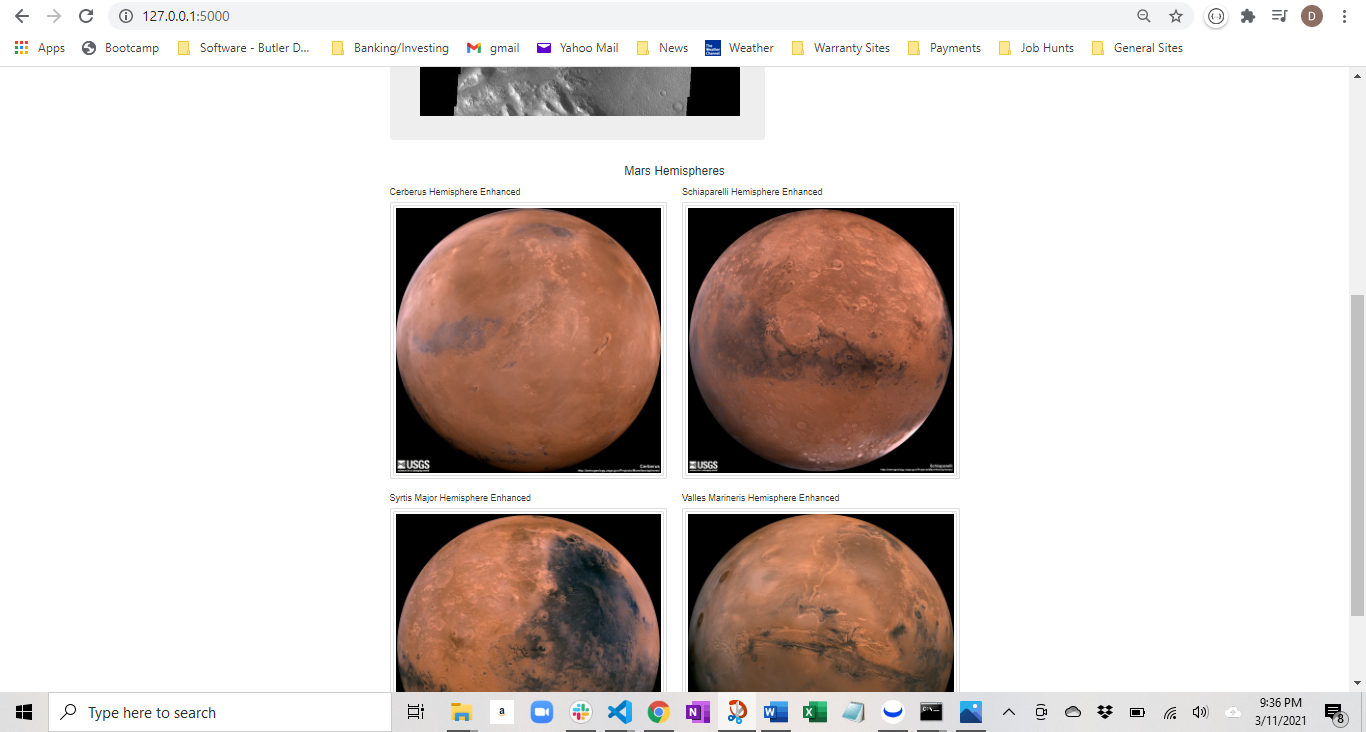 127.0.0.1:5000
D
Apps Bootcamp Software - Butler D... Banking/Investing gmail Yahoo Mail News Weather Warranty Sites Payments Job Hunts General Sites
Mars Hemispheres
Cerberus Hemisphere Enhanced Schiaparelli Hemisphere Enhanced
USGS Cerberus USGS Schiaparelli
Syrtis Major Hemisphere Enhanced Valles Marineris Hemisphere Enhanced
Type here to search
a
9:36 PM
3/11/2021
8